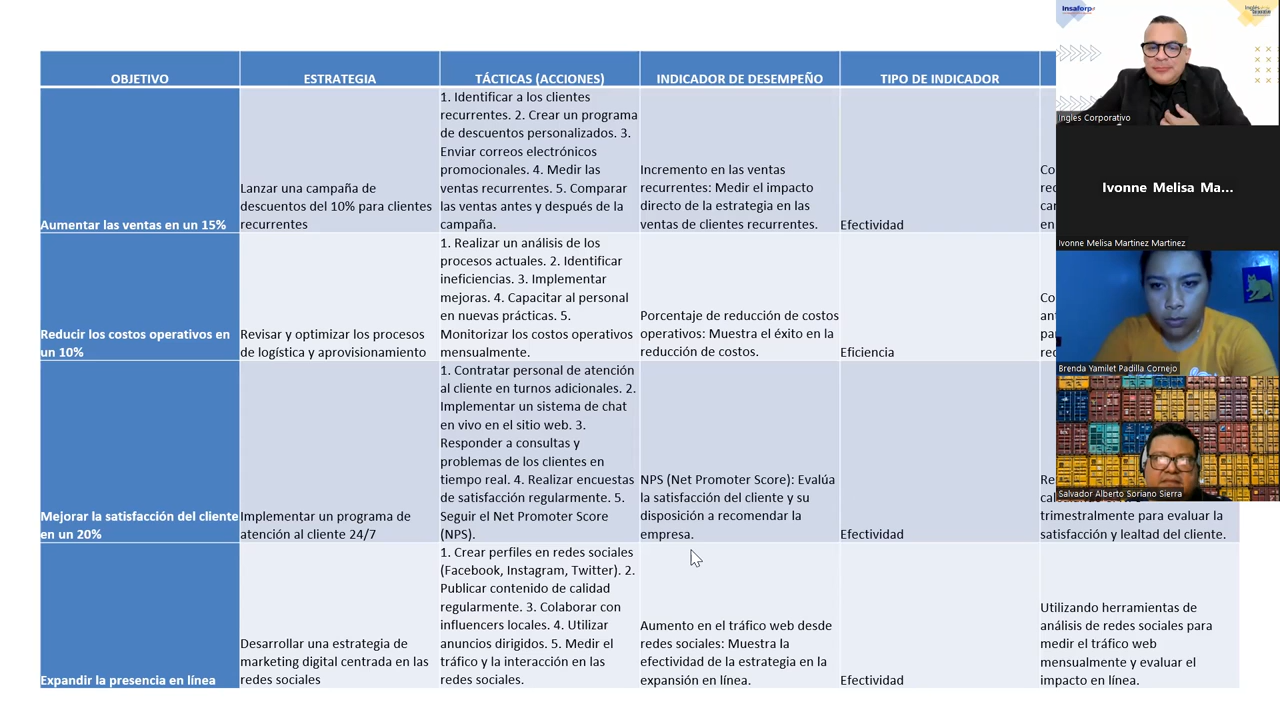 OBJETIVO
ESTRATEGIA
TÁCTICAS (ACCIONES)
INDICADOR DE DESEMPEÑO
TIPO DE INDICADOR
Aumentar las ventas en un 15%
Lanzar una campaña de
descuentos del 10% para clientes
recurrentes
1. Identificar a los clientes
recurrentes. 2. Crear un programa
de descuentos personalizados. 3.
Enviar correos electrónicos
promocionales. 4. Medir las
ventas recurrentes. 5. Comparar
las ventas antes y después de la
campaña.
Incremento en las ventas
recurrentes: Medir el impacto
directo de la estrategia en las
ventas de clientes recurrentes.
Efectividad
Reducir los costos operativos en
un 10%
Revisar y optimizar los procesos
de logística y aprovisionamiento
1. Realizar un análisis de los
procesos actuales. 2. Identificar
ineficiencias. 3. Implementar
mejoras. 4. Capacitar al personal
en nuevas prácticas. 5.
Monitorizar los costos operativos
mensualmente.
Porcentaje de reducción de costos
operativos: Muestra el éxito en la
reducción de costos.
Eficiencia
Mejorar la satisfacción del cliente
en un 20%
Implementar un programa de
atención al cliente 24/7
1. Contratar personal de atención
al cliente en turnos adicionales. 2.
Implementar un sistema de chat
en vivo en el sitio web. 3.
Responder a consultas y
problemas de los clientes en
tiempo real. 4. Realizar encuestas
de satisfacción regularmente. 5.
Seguir el Net Promoter Score
(NPS).
NPS (Net Promoter Score): Evalúa
la satisfacción del cliente y su
disposición a recomendar la
empresa.
Efectividad
trimestralmente para evaluar la
satisfacción y lealtad del cliente.
Expandir la presencia en línea
Desarrollar una estrategia de
marketing digital centrada en las
redes sociales
1. Crear perfiles en redes sociales
(Facebook, Instagram, Twitter). 2.
Publicar contenido de calidad
regularmente. 3. Colaborar con
influencers locales. 4. Utilizar
anuncios dirigidos. 5. Medir el
tráfico y la interacción en las
redes sociales.
Aumento en el tráfico web desde
redes sociales: Muestra la
efectividad de la estrategia en la
expansión en línea.
Efectividad
Utilizando herramientas de
análisis de redes sociales para
medir el tráfico web
mensualmente y evaluar el
impacto en línea.
Insaforp
Ingles Corporativo
Ivonne Melisa Ma...
Ivonne Melisa Martinez Martinez
Brenda Yamilet Padilla Cornejo
Salvador Alberto Soriano Sierra